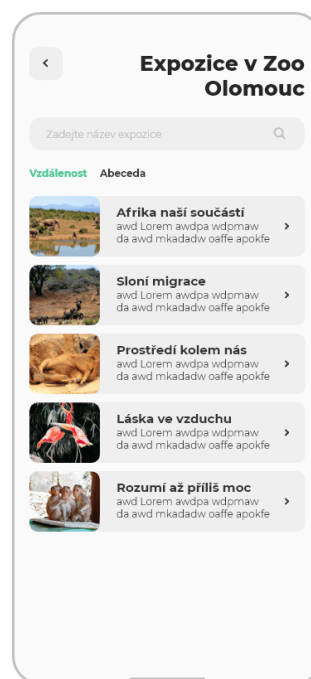 Expozice v Zoo
Olomouc
Zadejte název expozice
Vzdálenost Abeceda
Afrika naší součástí
awd Lorem awdpa wdpmaw
da awd mkadadw oaffe apokfe
Sloní migrace
awd Lorem awdpa wdpmaw
da awd mkadadw oaffe apokfe
Prostředí kolem nás
awd Lorem awdpa wdpmaw
da awd mkadadw oaffe apokfe
Láska ve vzduchu
awd Lorem awdpa wdpmaw
da awd mkadadw oaffe apokfe
Rozumí až příliš moc
awd Lorem awdpa wdpmaw
da awd mkadadw oaffe apokfe